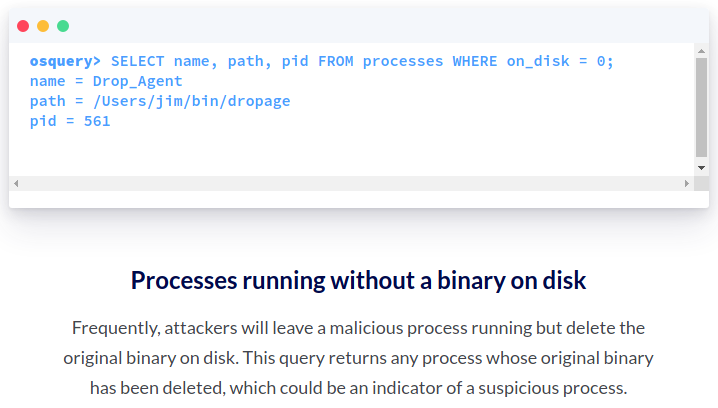 osquery> SELECT name, path, pid FROM processes WHERE on_disk = 0;
name = Drop_Agent
path = /Users/jim/bin/dropage
pid = 561
Processes running without a binary on disk
Frequently, attackers will leave a malicious process running but delete the
original binary on disk. This query returns any process whose original binary
has been deleted, which could be an indicator of a suspicious process.